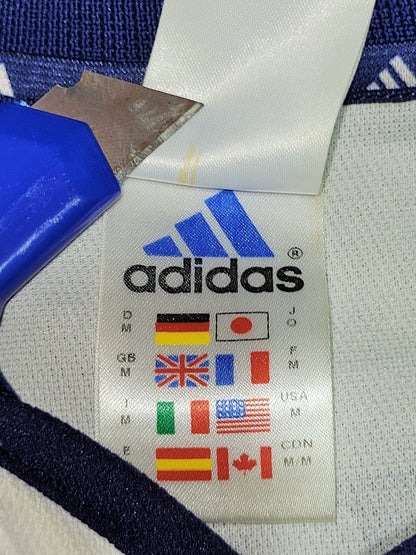 adidas ®
D J
M O
GB F
M M
I USA
M M
E CDN
M/M